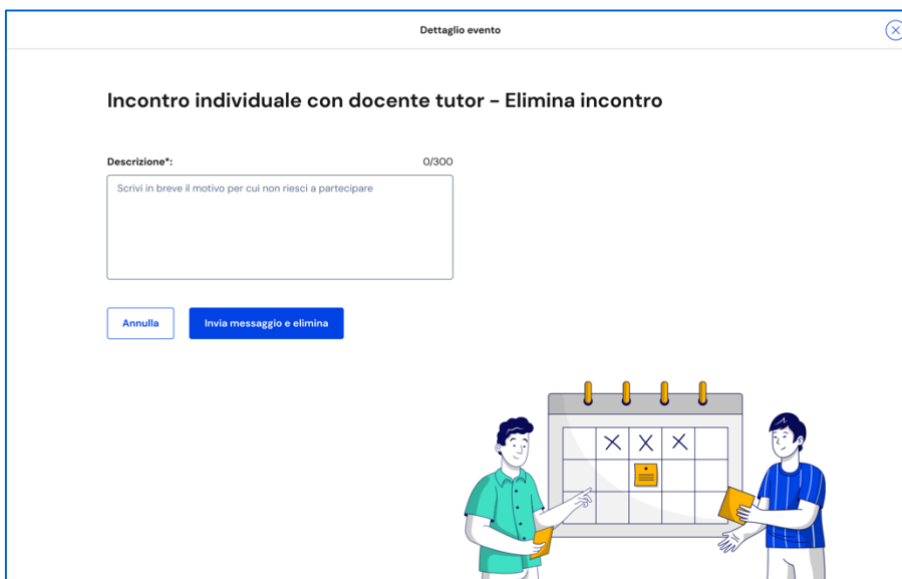 Dettaglio evento
Incontro individuale con docente tutor - Elimina incontro
Descrizione*: 0/300
Scrivi in breve il motivo per cui non riesci a partecipare
Annulla Invia messaggio e elimina